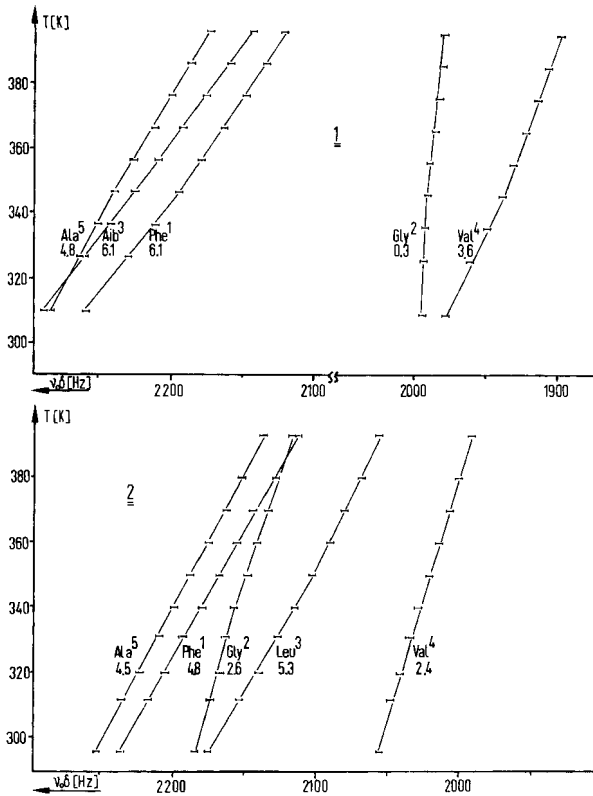 T[K]
380
360
340
320
300
1
Ala⁵ Aib³ Phe¹ Gly² Val⁴
4.8 6.1 6.1 0.3 3.6
ν₀δ[Hz] 2200 2100 2000 1900
T[K]
380
360
340
320
300
2
Ala⁵ Phe¹ Gly² Leu³ Val⁴
4.5 4.8 2.6 5.3 2.4
ν₀δ[Hz] 2200 2100 2000